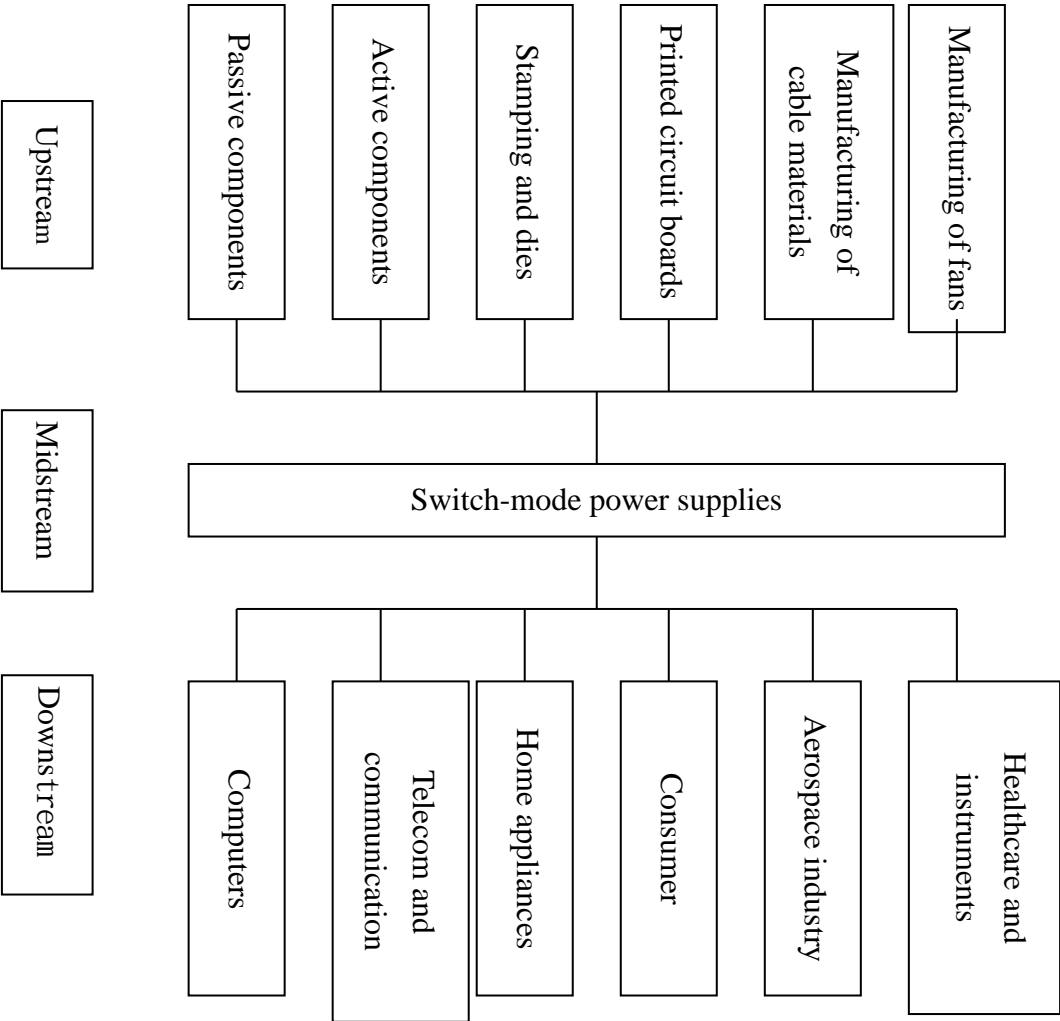 Upstream
Passive components
Active components
Stamping and dies
Printed circuit boards
Manufacturing of
cable materials
Manufacturing of fans
Midstream
Switch-mode power supplies
Downstream
Computers
Telecom and
communication
Home appliances
Consumer
Aerospace industry
Healthcare and
instruments